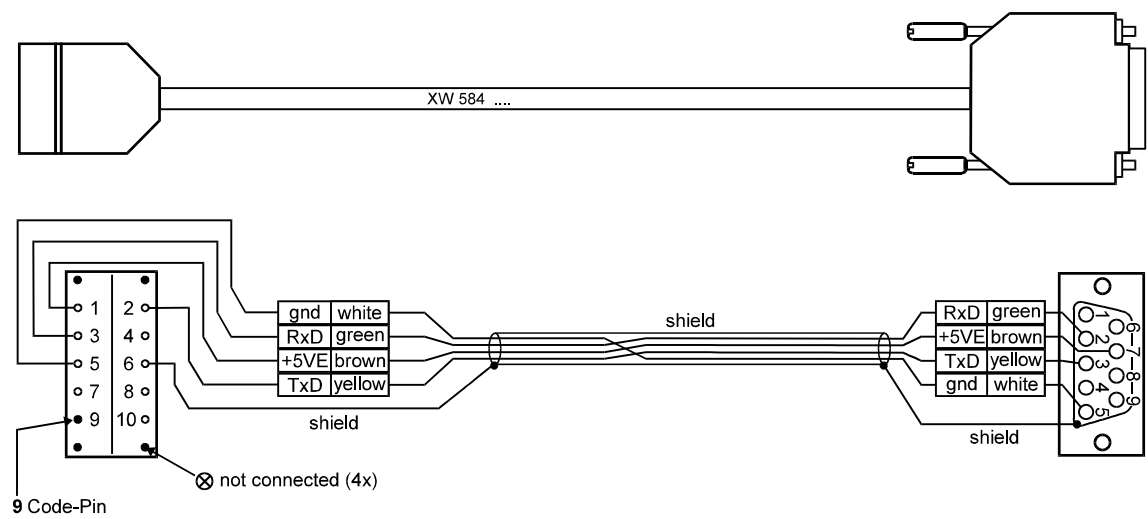 XW 584 ....
1 2
3 4
5 6
7 8
9 10
gnd white
RxD green
+5VE brown
TxD yellow
shield
shield
RxD green
+5VE brown
TxD yellow
gnd white
shield
1
2
3
4
5
6
7
8
9
not connected (4x)
9 Code-Pin